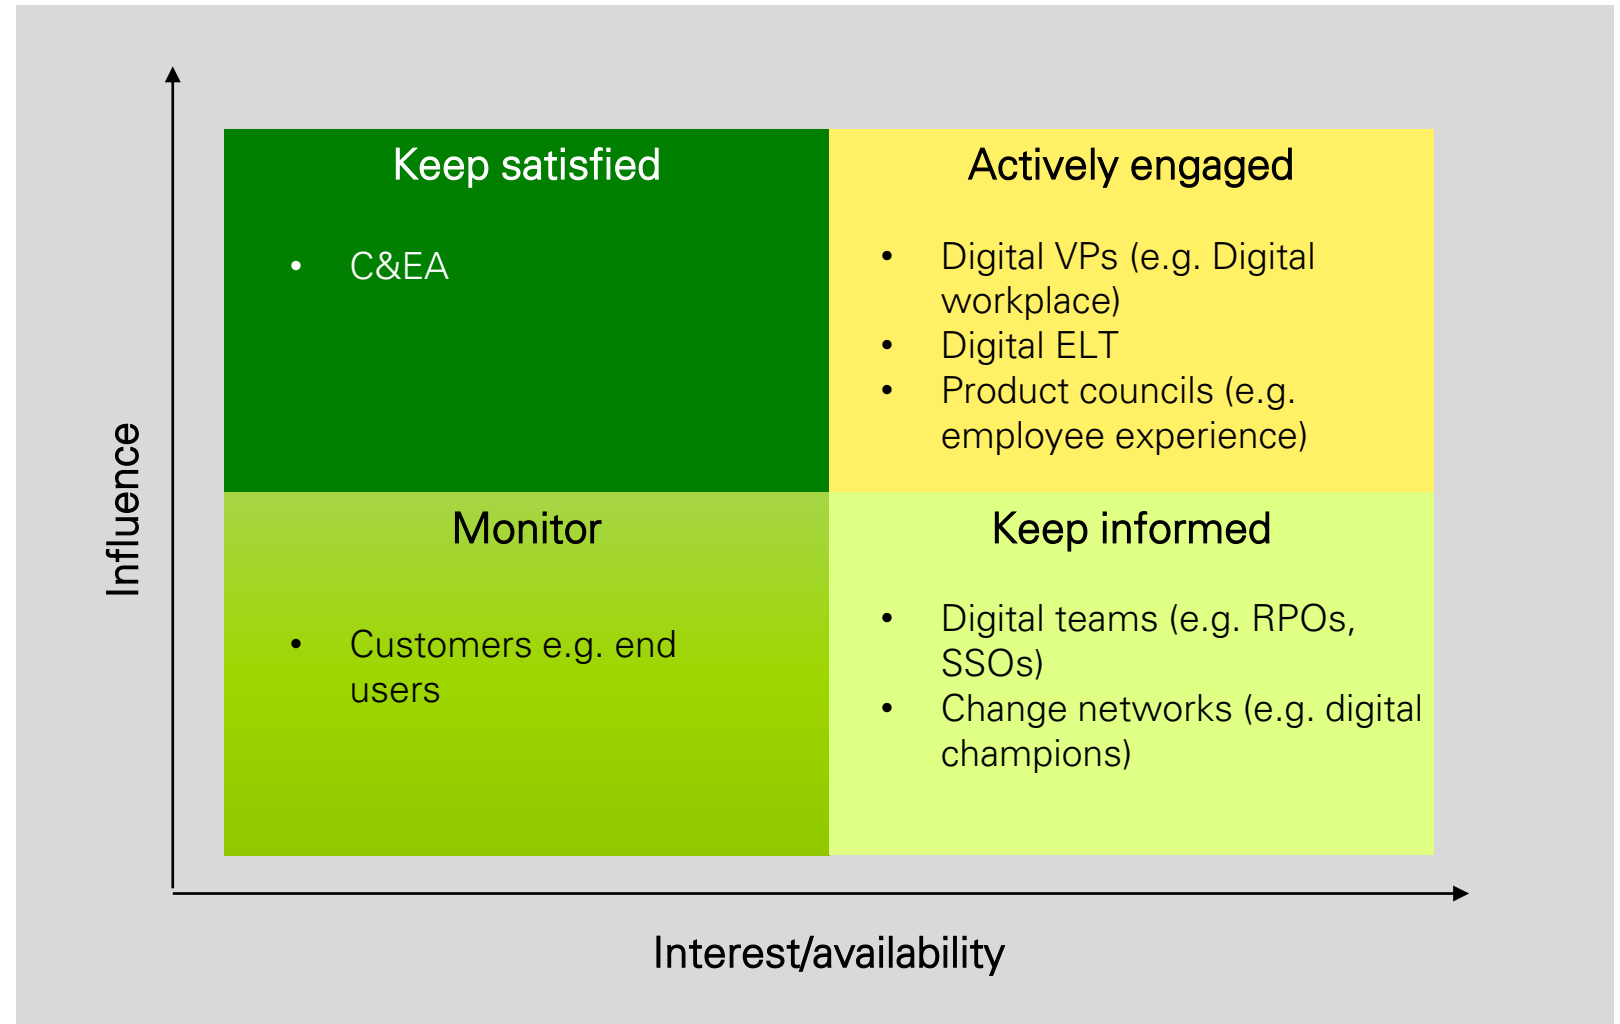 Keep satisfied
• C&EA
Actively engaged
• Digital VPs (e.g. Digital
workplace)
• Digital ELT
• Product councils (e.g.
employee experience)
Monitor
• Customers e.g. end
users
Keep informed
• Digital teams (e.g. RPOs,
SSOs)
• Change networks (e.g. digital
champions)
Influence
Interest/availability